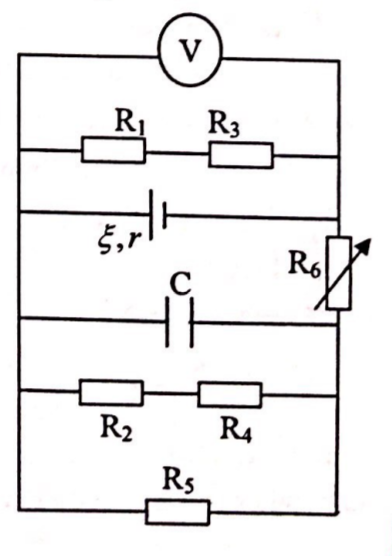 V
R₁ R₃
ξ,r
R₆
C
R₂ R₄
R₅